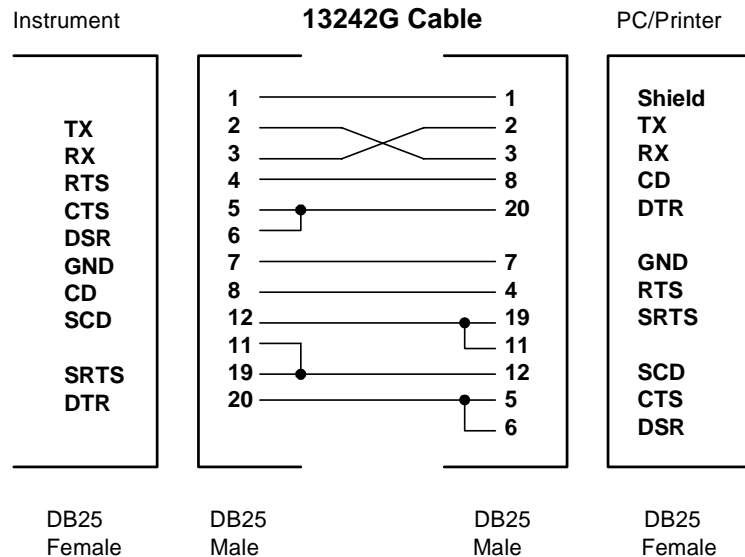 Instrument 13242G Cable PC/Printer
1 1 Shield
TX 2 2 TX
RX 3 3 RX
RTS 4 8 CD
CTS 5 20 DTR
DSR 6
GND 7 7 GND
CD 8 4 RTS
SCD 12 19 SRTS
11 11
SRTS 19 12 SCD
DTR 20 5 CTS
6 DSR
DB25 DB25 DB25 DB25
Female Male Male Female